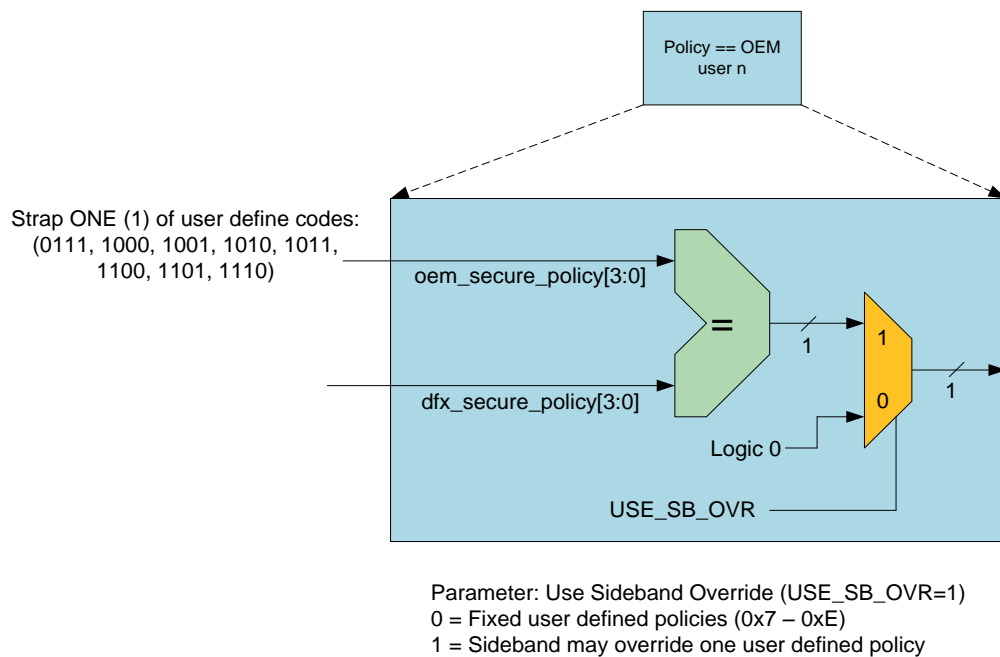 Policy == OEM
user n
Strap ONE (1) of user define codes:
(0111, 1000, 1001, 1010, 1011,
1100, 1101, 1110)
oem_secure_policy[3:0]
=
1
1
0
1
dfx_secure_policy[3:0]
Logic 0
USE_SB_OVR
Parameter: Use Sideband Override (USE_SB_OVR=1)
0 = Fixed user defined policies (0x7 – 0xE)
1 = Sideband may override one user defined policy